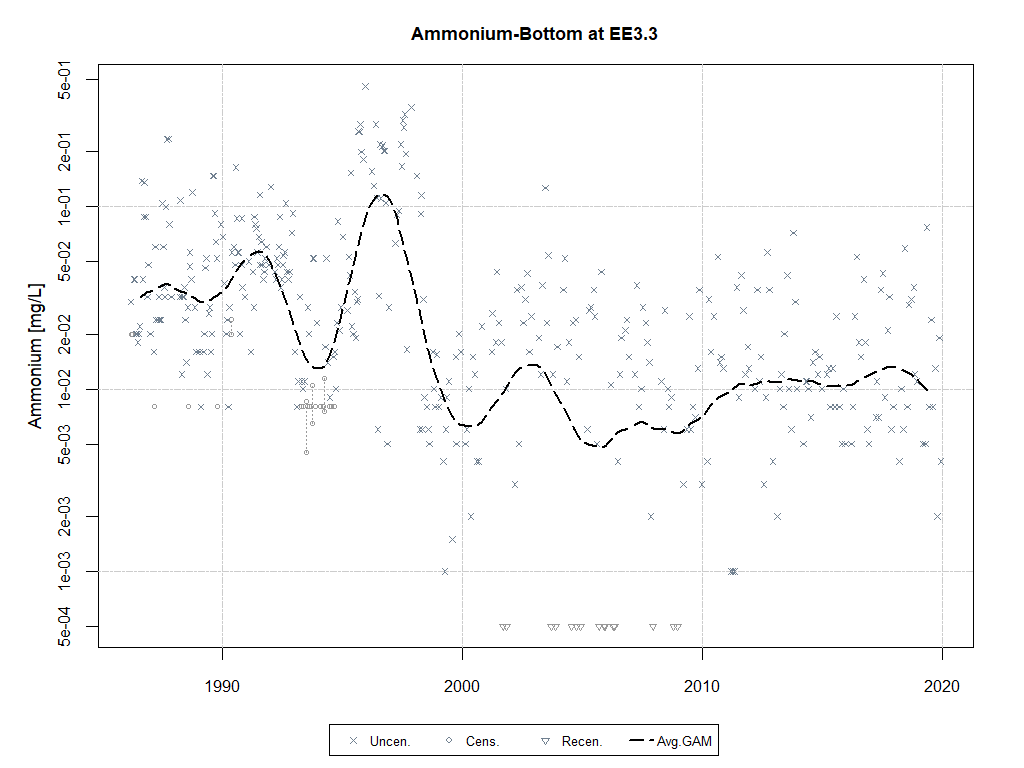 Ammonium-Bottom at EE3.3
Ammonium [mg/L]
5e-01
2e-01
1e-01
5e-02
2e-02
1e-02
5e-03
2e-03
1e-03
5e-04
1990 2000 2010 2020
Uncen. Cens. Recen. Avg.GAM